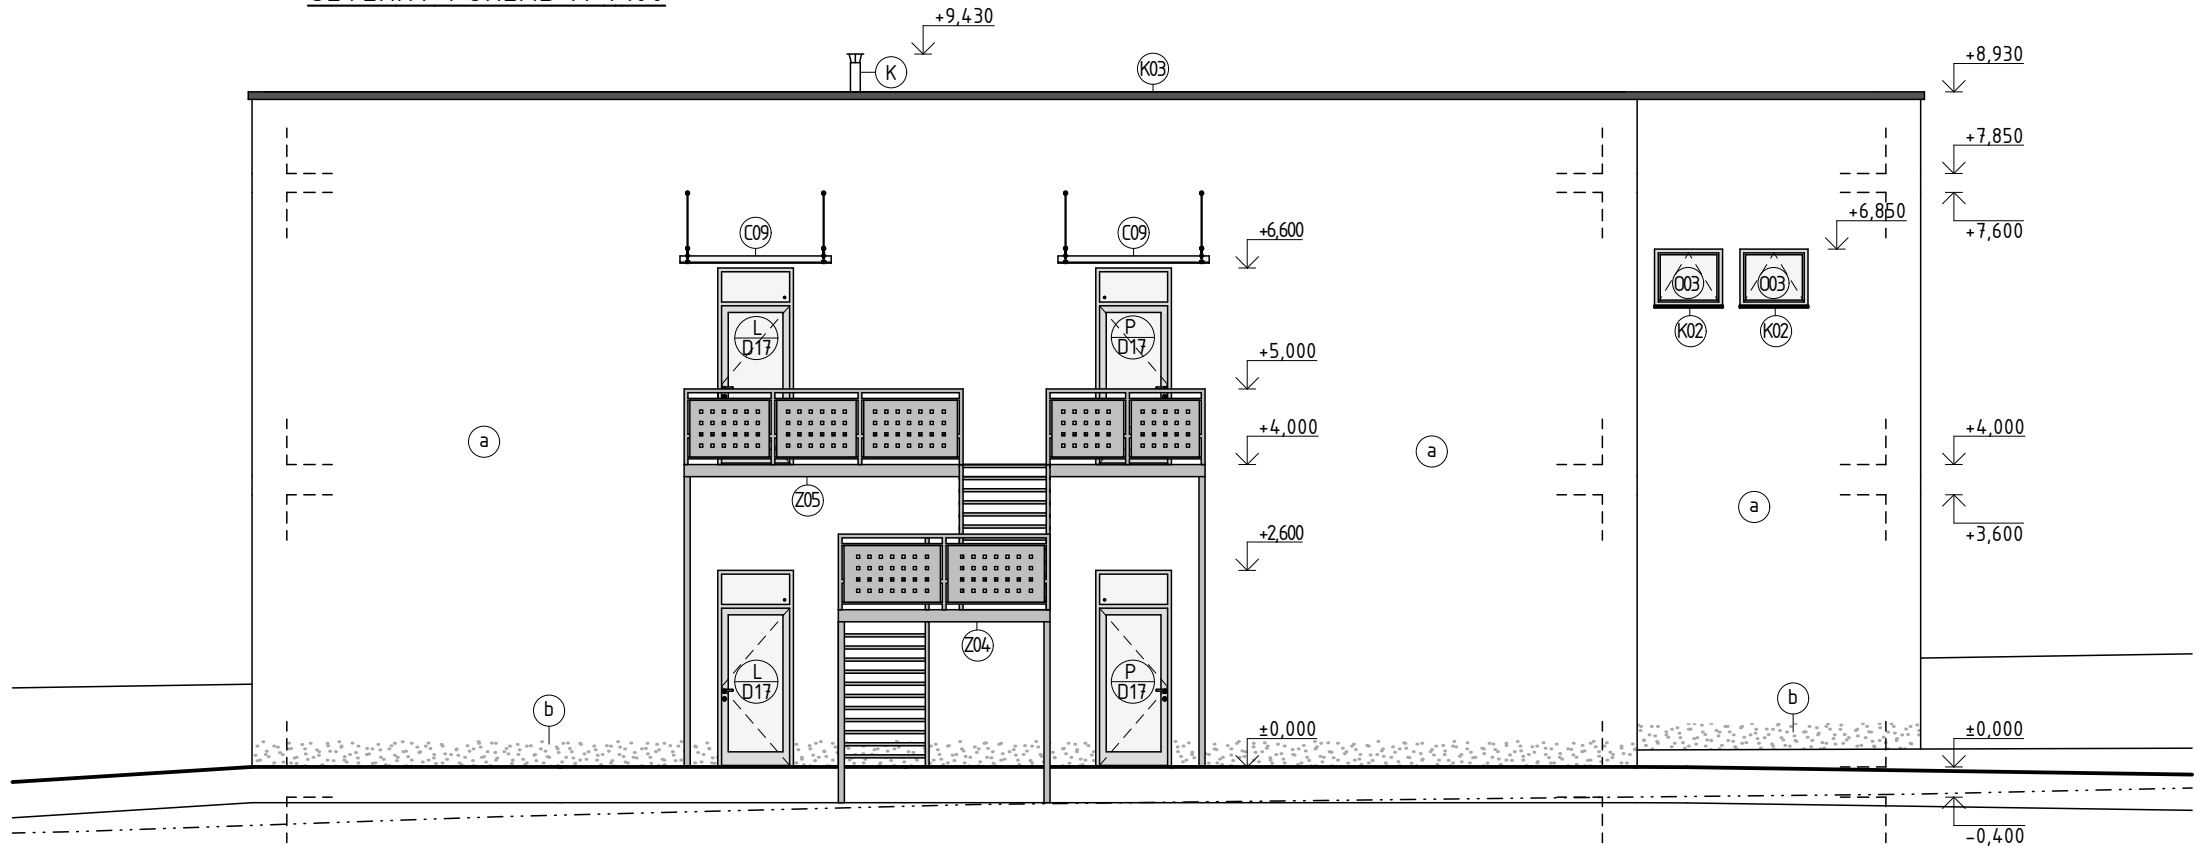 +9,430
K
K03
+8,930
+7,850
+7,600
+6,850
C09
C09
+6,600
O03
O03
K02
K02
L
D17
P
D17
+5,000
+4,000
+4,000
a
a
a
Z05
+3,600
+2,600
Z04
L
D17
P
D17
b
b
±0,000
±0,000
-0,400